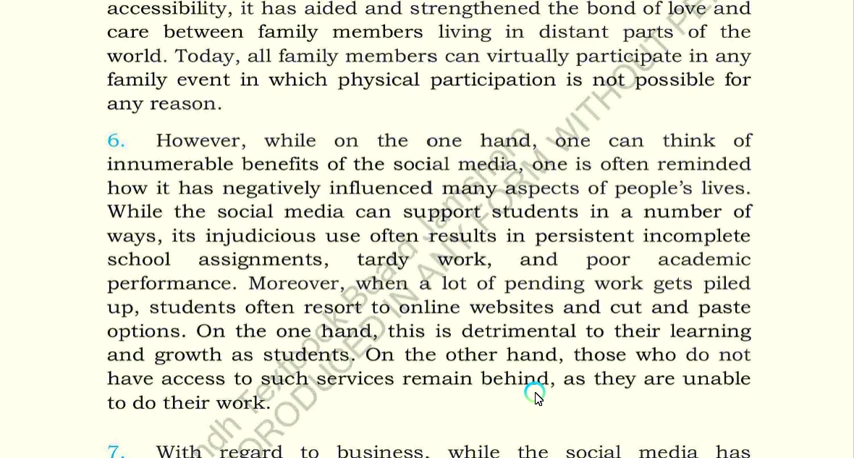 accessibility, it has aided and strengthened the bond of love and
care between family members living in distant parts of the
world. Today, all family members can virtually participate in any
family event in which physical participation is not possible for
any reason.
6. However, while on the one hand, one can think of
innumerable benefits of the social media, one is often reminded
how it has negatively influenced many aspects of people's lives.
While the social media can support students in a number of
ways, its injudicious use often results in persistent incomplete
school assignments, tardy work, and poor academic
performance. Moreover, when a lot of pending work gets piled
up, students often resort to online websites and cut and paste
options. On the one hand, this is detrimental to their learning
and growth as students. On the other hand, those who do not
have access to such services remain behind, as they are unable
to do their work.
7. With regard to business, while the social media has